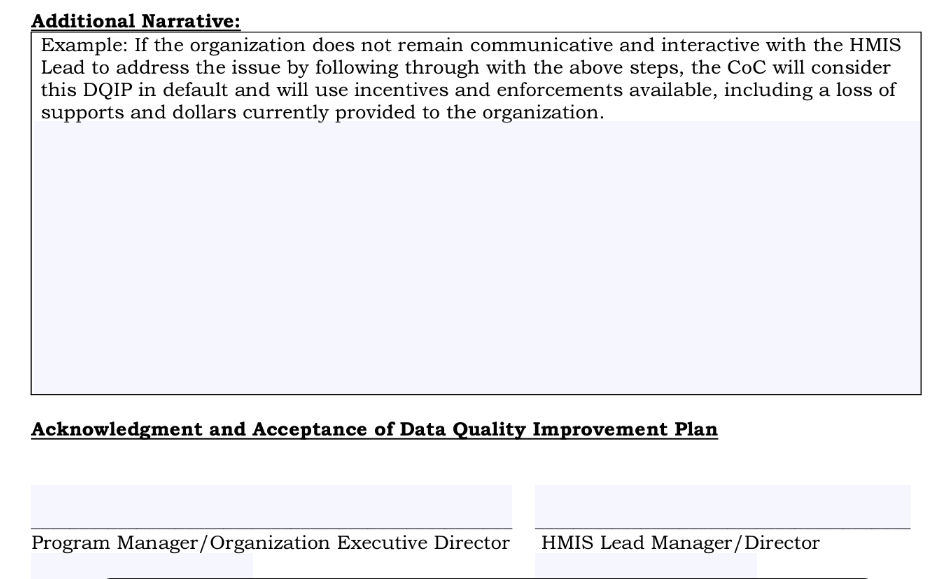 Additional Narrative:
Example: If the organization does not remain communicative and interactive with the HMIS
Lead to address the issue by following through with the above steps, the CoC will consider
this DQIP in default and will use incentives and enforcements available, including a loss of
supports and dollars currently provided to the organization.
Acknowledgment and Acceptance of Data Quality Improvement Plan
Program Manager/Organization Executive Director HMIS Lead Manager/Director